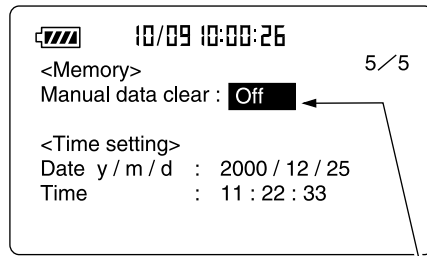 10/09 10:00:26
5/5
<Memory>
Manual data clear : Off
<Time setting>
Date y / m / d : 2000 / 12 / 25
Time : 11 : 22 : 33